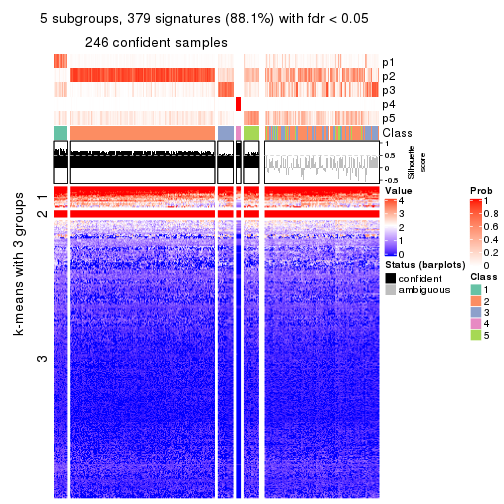 5 subgroups, 379 signatures (88.1%) with fdr < 0.05
246 confident samples
p1
p2
p3
p4
p5
Class
1
0.5
0
-0.5
Silhouette
score
k-means with 3 groups
1
2
3
Value
4
3
2
1
0
Status (barplots)
confident
ambiguous
Prob
1
0.8
0.6
0.4
0.2
0
Class
1
2
3
4
5